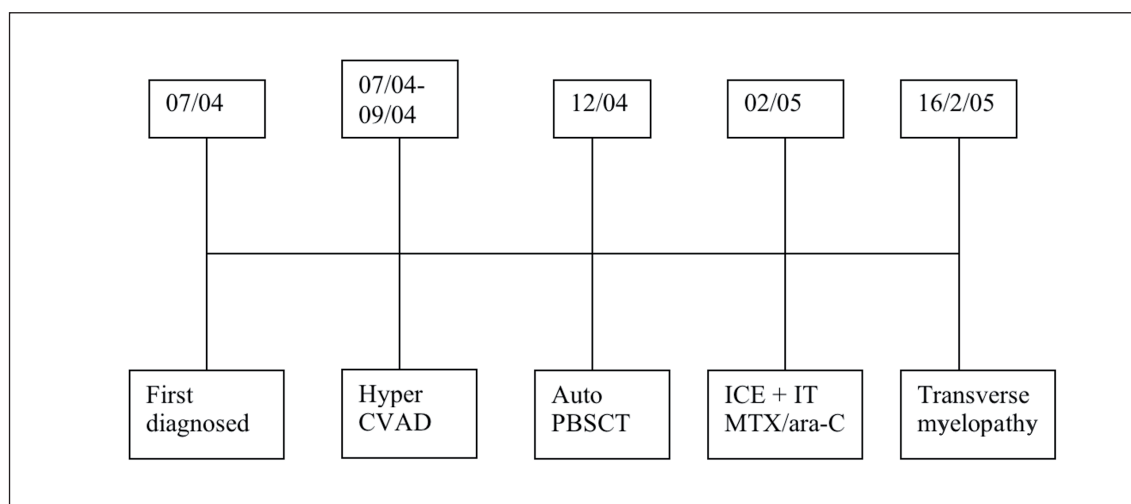 07/04
07/04-
09/04
12/04
02/05
16/2/05
First
diagnosed
Hyper
CVAD
Auto
PBSCT
ICE + IT
MTX/ara-C
Transverse
myelopathy